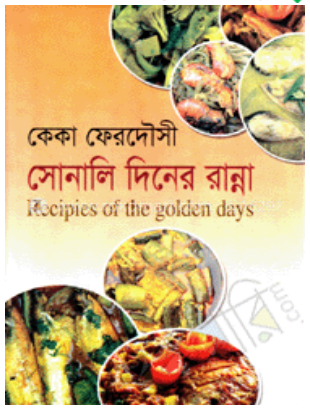 কেকা ফেরদৌসী
সোনালি দিনের রান্না
Recipies of the golden days